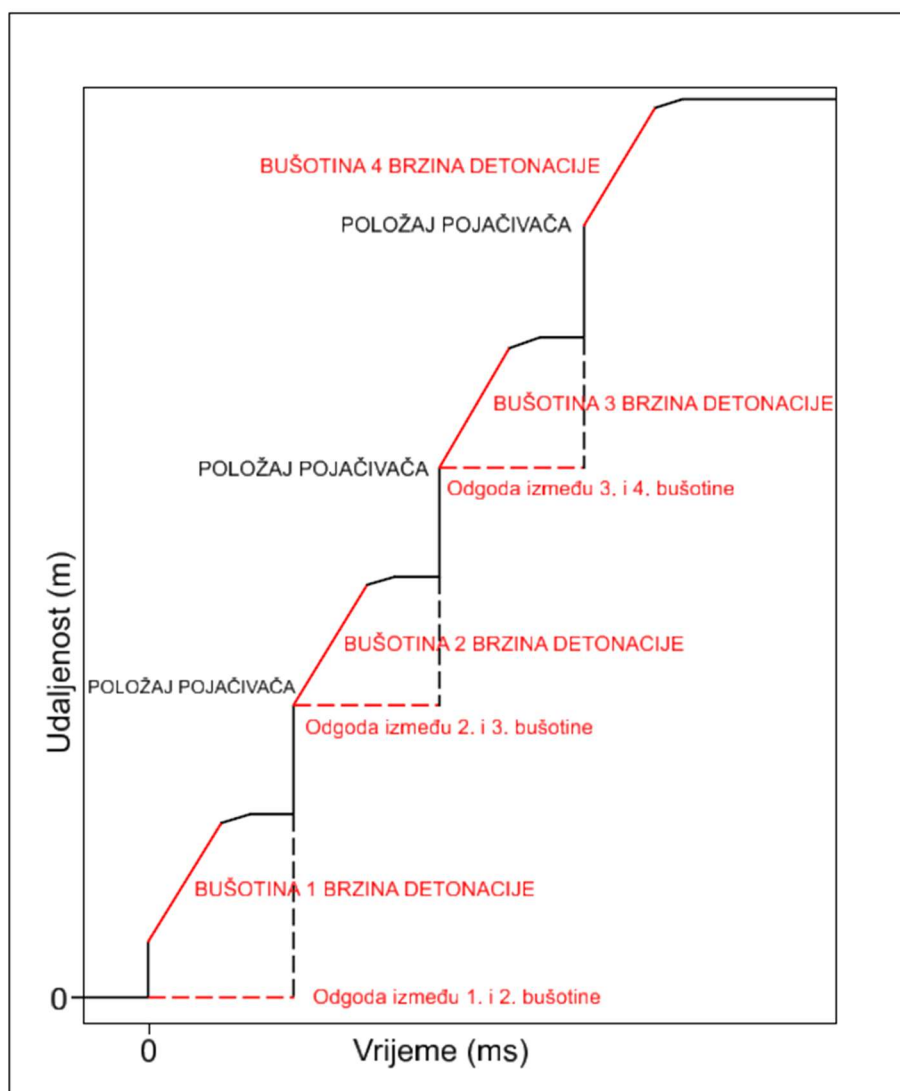 BUŠOTINA 4 BRZINA DETONACIJE
POLOŽAJ POJAČIVAČA
BUŠOTINA 3 BRZINA DETONACIJE
POLOŽAJ POJAČIVAČA
Odgoda između 3. i 4. bušotine
BUŠOTINA 2 BRZINA DETONACIJE
POLOŽAJ POJAČIVAČA
Odgoda između 2. i 3. bušotine
Udaljenost (m)
BUŠOTINA 1 BRZINA DETONACIJE
0
Odgoda između 1. i 2. bušotine
0
Vrijeme (ms)